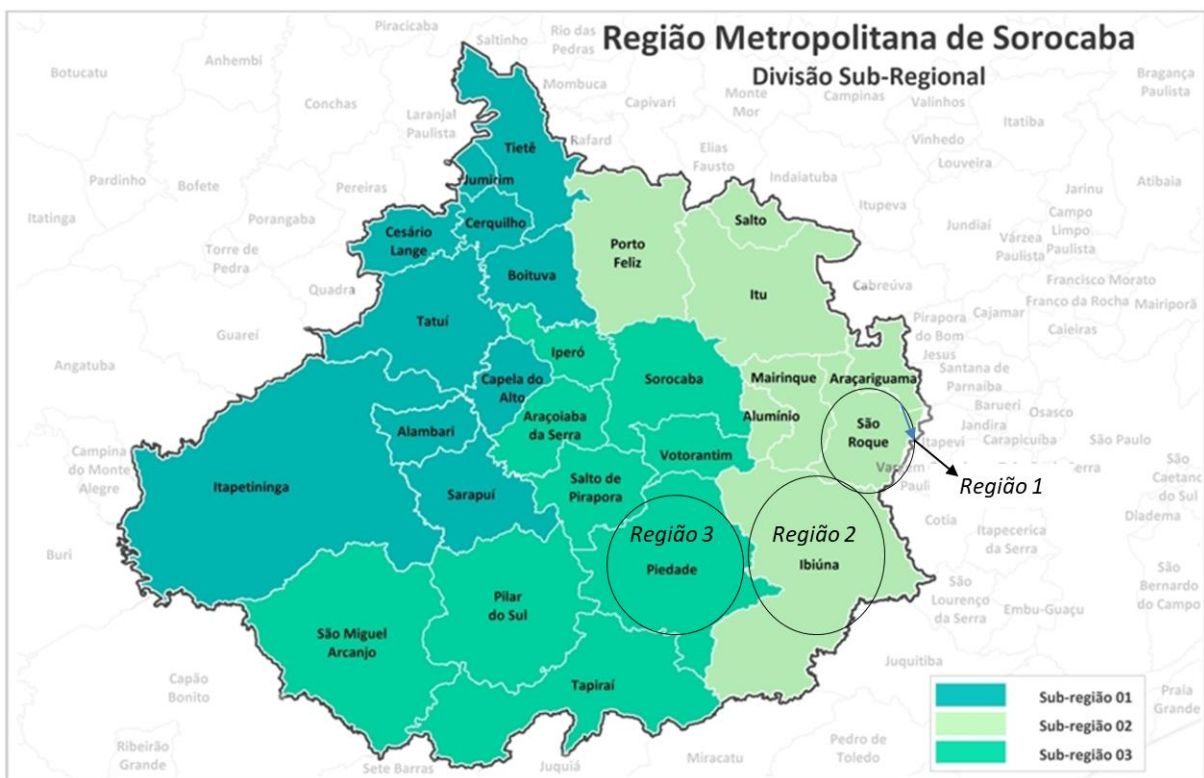 Região Metropolitana de Sorocaba
Divisão Sub-Regional
Piracicaba
Saltinho
Rio das
Pedras
Botucatu
Anhembi
Mombuca
Bragança
Paulista
Conchas
Laranjal
Paulista
Capivari
Monte
Mor
Campinas
Valinhos
Itatiba
Tietê
Rafard
Elias
Fausto
Vinhedo
Louveira
Pardinho
Bofete
Pereiras
Jumirim
Indaiatuba
Jarinu
Atibaia
Itatinga
Porangaba
Cesário
Lange
Cerquilho
Salto
Itupeva
Jundiaí
Campo
Limpo
Paulista
Várzea
Paulista
Torre de
Pedra
Porto
Feliz
Boituva
Quadra
Itu
Cabreúva
Francisco Morato
Franco da Rocha
Mairiporã
Guareí
Tatuí
Pirapora
do Bom
Jesus
Cajamar
Caieiras
Angatuba
Iperó
Capela do
Alto
Sorocaba
Mairinque
Araçariguama
Santana de
Parnaíba
Barueri
Jandira
Osasco
Campina
do Monte
Alegre
Alambari
Araçoiaba
da Serra
Alumínio
São
Roque
Itapevi
Carapicuíba
São Paulo
Votorantim
Itapetininga
Sarapuí
Salto de
Pirapora
Região 1
São
Caetano
do Sul
Diadema
Cotia
Itapecerica
da Serra
Buri
Região 3
Piedade
Região 2
Ibiúna
São
Lourenço
da Serra
Embu-Guaçu
São
Bernardo
do Campo
Pilar
do Sul
São Miguel
Arcanjo
Capão
Bonito
Tapiraí
Juquitiba
Praia
Grande
Ribeirão
Grande
Sete Barras
Juquiá
Miracatu
Pedro de
Toledo
Sub-região 01
Sub-região 02
Sub-região 03